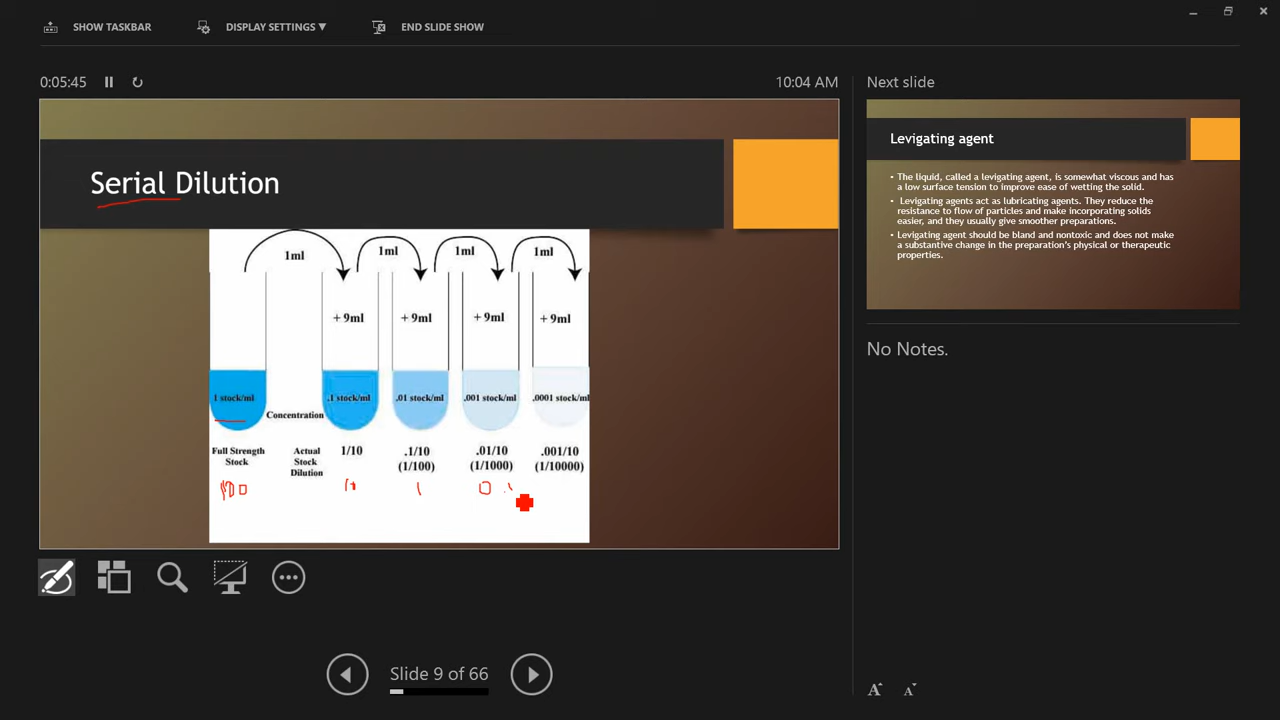 SHOW TASKBAR
DISPLAY SETTINGS ▼
END SLIDE SHOW
0:05:45
10:04 AM
Next slide
Serial Dilution
1ml
1ml
1ml
1ml
+ 9ml
+ 9ml
+ 9ml
+ 9ml
1 stock/ml
.1 stock/ml
.01 stock/ml
.001 stock/ml
.0001 stock/ml
Concentration
Full Strength
Stock
Actual
Stock
Dilution
1/10
.1/10
(1/100)
.01/10
(1/1000)
.001/10
(1/10000)
100
10
1
0.1
Levigating agent
• The liquid, called a levigating agent, is somewhat viscous and has
a low surface tension to improve ease of wetting the solid.
• Levigating agents act as lubricating agents. They reduce the
resistance to flow of particles and make incorporating solids
easier, and they usually give smoother preparations.
• Levigating agent should be bland and nontoxic and does not make
a substantive change in the preparation's physical or therapeutic
properties.
No Notes.
Slide 9 of 66
A A